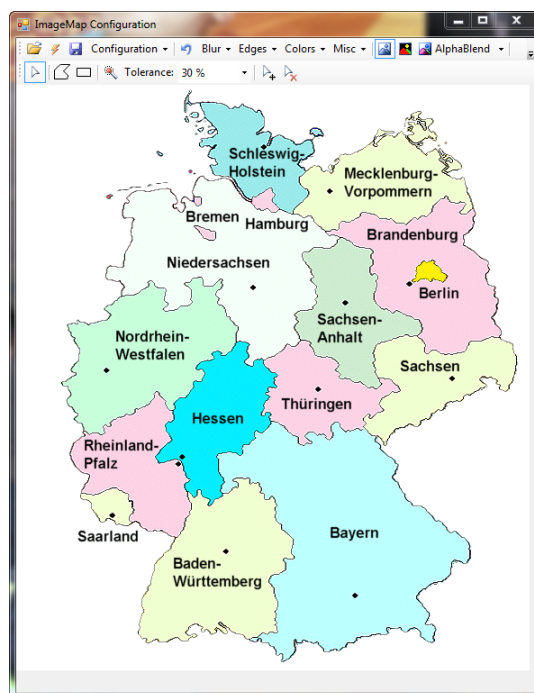 ImageMap Configuration
Configuration Blur Edges Colors Misc AlphaBlend
Tolerance: 30 %
Schleswig-
Holstein
Mecklenburg-
Vorpommern
Bremen
Hamburg
Brandenburg
Niedersachsen
Berlin
Sachsen-
Anhalt
Nordrhein-
Westfalen
Sachsen
Thüringen
Hessen
Rheinland-
Pfalz
Saarland
Bayern
Baden-
Württemberg